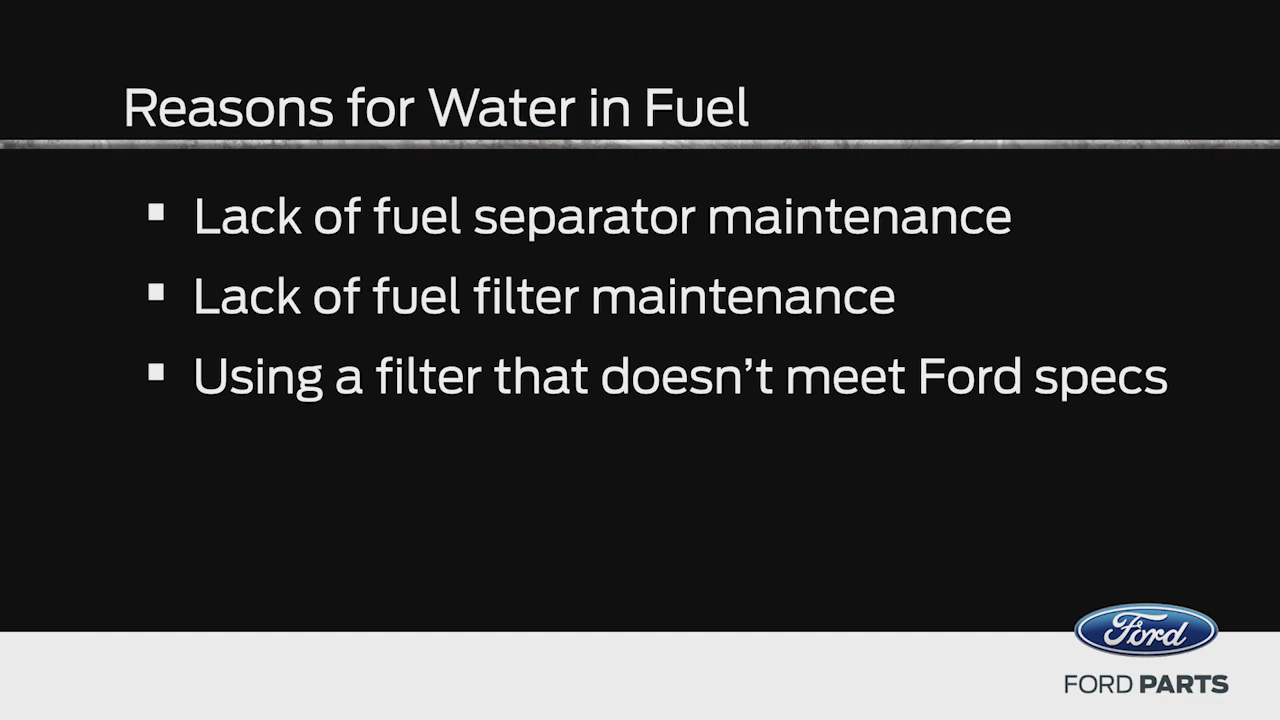 Reasons for Water in Fuel
▪ Lack of fuel separator maintenance
▪ Lack of fuel filter maintenance
▪ Using a filter that doesn’t meet Ford specs
Ford
FORD PARTS